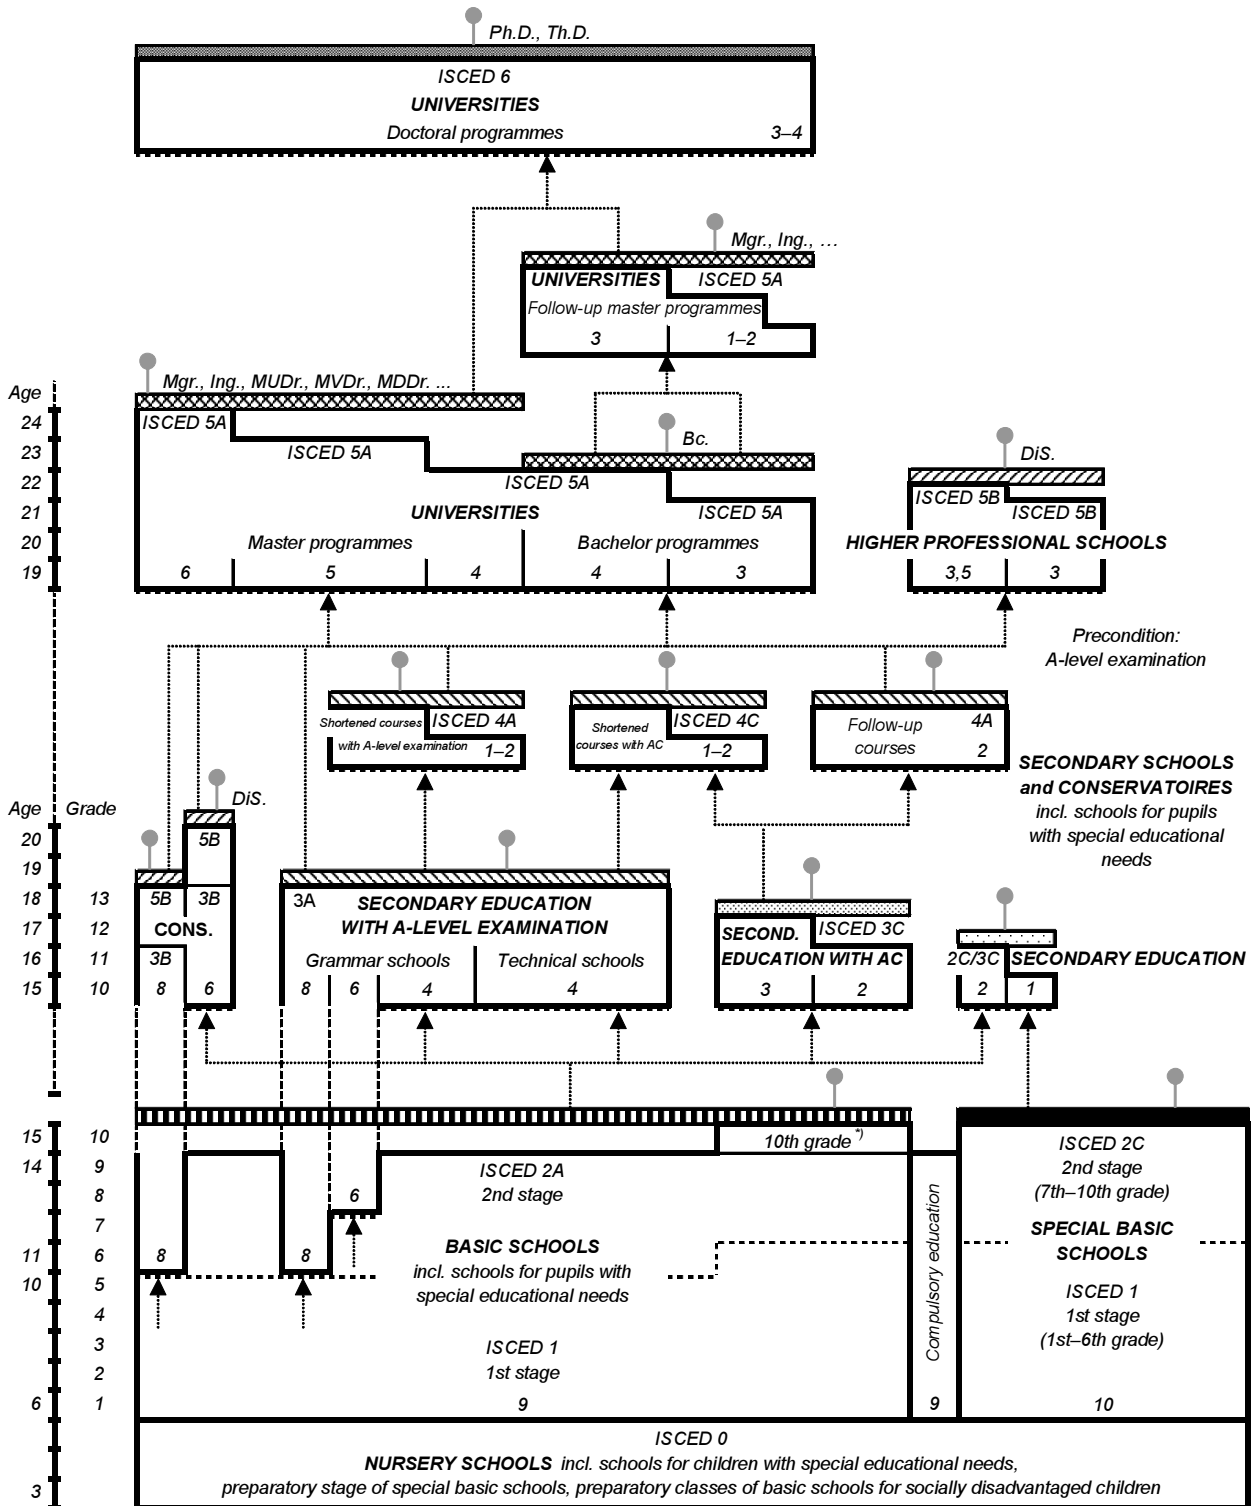 Ph.D., Th.D.
ISCED 6
UNIVERSITIES
Doctoral programmes 3–4
Mgr., Ing., …
UNIVERSITIES ISCED 5A
Follow-up master programmes
3 1–2
Mgr., Ing., MUDr., MVDr., MDDr. ...
Age
24 ISCED 5A
Bc.
23 ISCED 5A
DiS.
22 ISCED 5A
ISCED 5B
21 UNIVERSITIES ISCED 5A
ISCED 5B
20 Master programmes Bachelor programmes
HIGHER PROFESSIONAL SCHOOLS
19 6 5 4 4 3 3,5 3
Precondition:
A-level examination
Shortened courses ISCED 4A
with A-level examination 1–2
Shortened ISCED 4C
courses with AC 1–2
Follow-up 4A
courses 2
SECONDARY SCHOOLS
and CONSERVATOIRES
incl. schools for pupils
with special educational
needs
Age Grade
DiS.
20 5B
19
18 13 5B 3B 3A SECONDARY EDUCATION
17 12 CONS. WITH A-LEVEL EXAMINATION
SECOND. ISCED 3C
16 11 3B Grammar schools Technical schools
EDUCATION WITH AC
2C/3C SECONDARY EDUCATION
15 10 8 6 8 6 4 4 3 2 2 1
15 10 10th grade *)
ISCED 2C
14 9 ISCED 2A
2nd stage
8 6 2nd stage
(7th–10th grade)
7
11 6 8 8 BASIC SCHOOLS
SPECIAL BASIC
SCHOOLS
incl. schools for pupils with
10 5
special educational needs
ISCED 1
4
1st stage
3 ISCED 1
(1st–6th grade)
2 1st stage
Compulsory education
6 1 9 9 10
ISCED 0
NURSERY SCHOOLS incl. schools for children with special educational needs,
3 preparatory stage of special basic schools, preparatory classes of basic schools for socially disadvantaged children